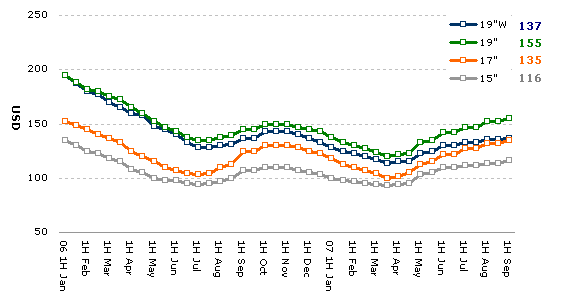 250
200
150
100
50
USD
19"W 137
19" 155
17" 135
15" 116
06 1H Jan
1H Feb
1H Mar
1H Apr
1H May
1H Jun
1H Jul
1H Aug
1H Sep
1H Oct
1H Nov
1H Dec
07 1H Jan
1H Feb
1H Mar
1H Apr
1H May
1H Jun
1H Jul
1H Aug
1H Sep